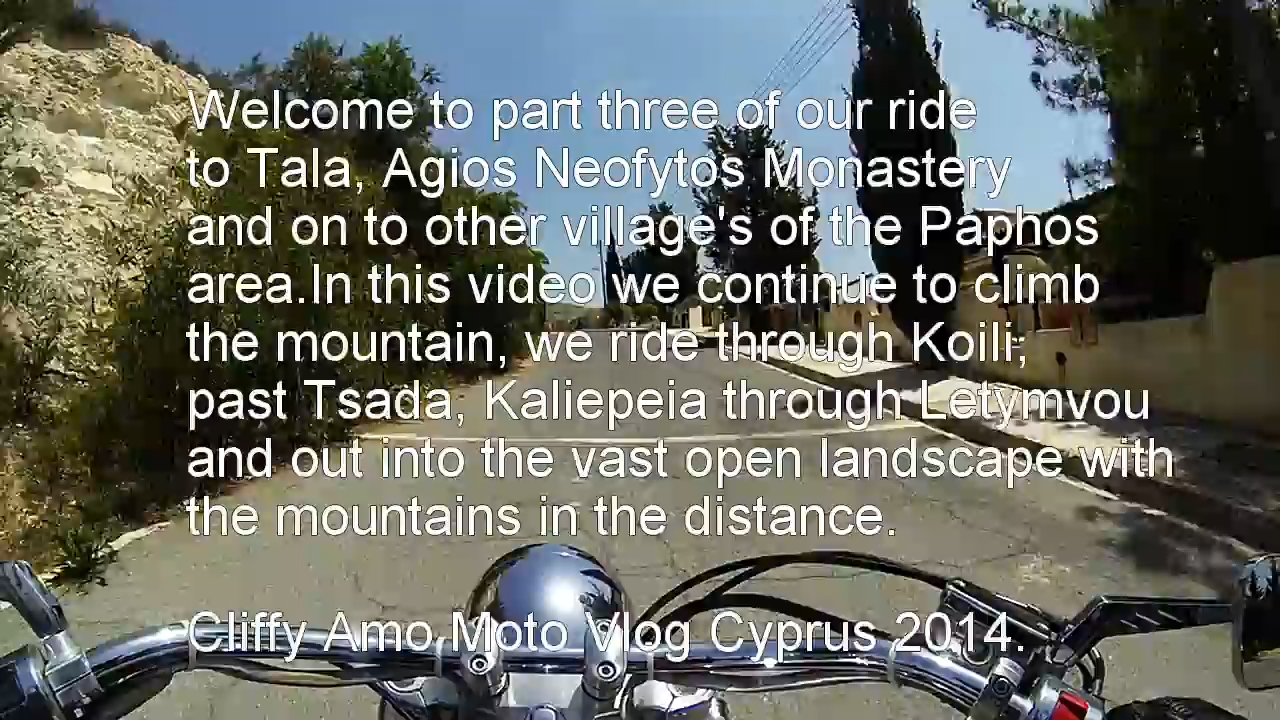 Welcome to part three of our ride
to Tala, Agios Neofytos Monastery
and on to other village's of the Paphos
area.In this video we continue to climb
the mountain, we ride through Koili,
past Tsada, Kaliepeia through Letymvou
and out into the vast open landscape with
the mountains in the distance.
Cliffy Amo Moto Vlog Cyprus 2014.